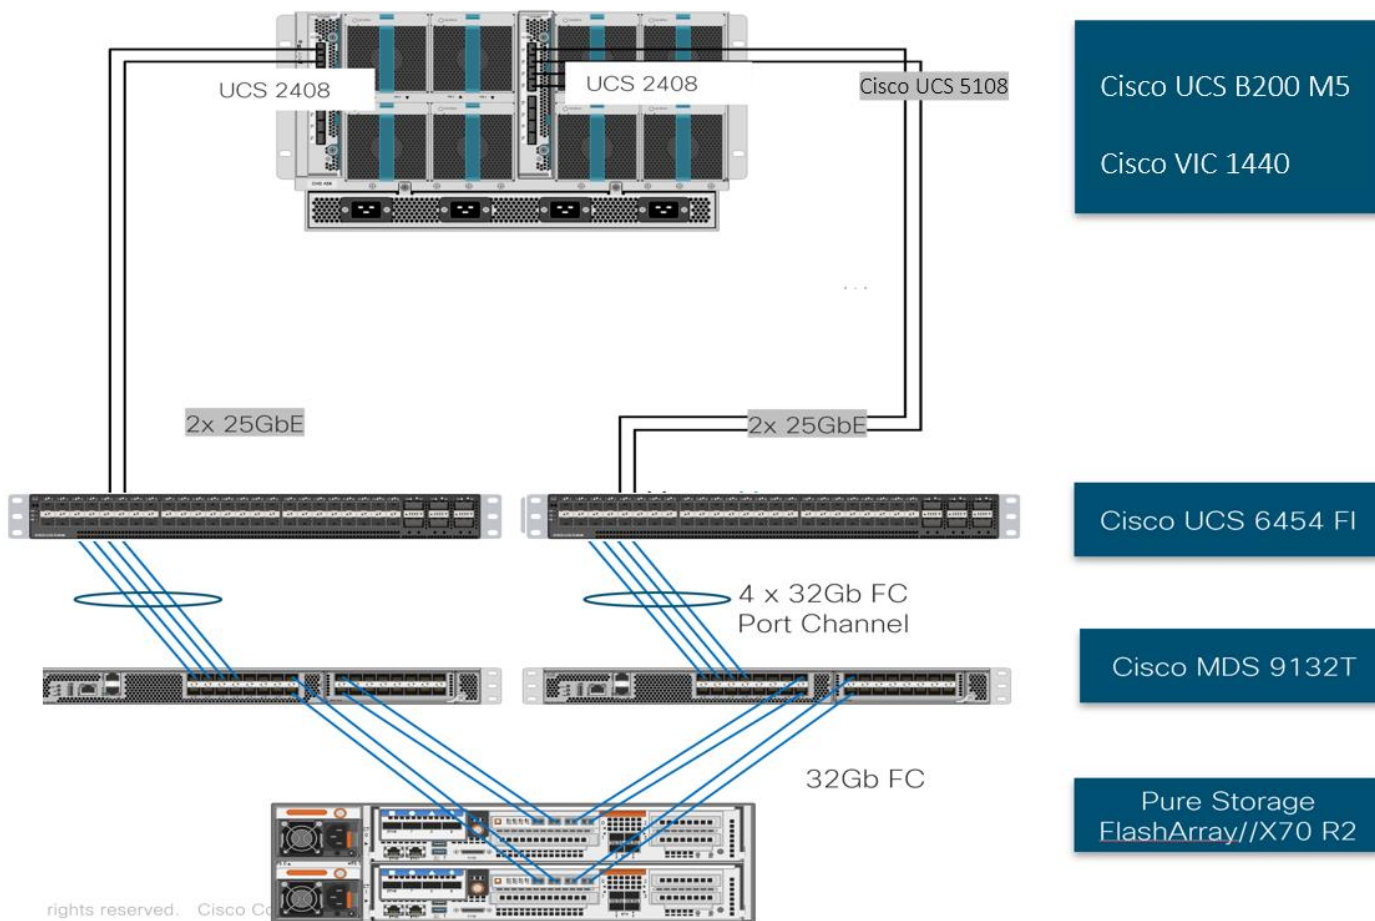 UCS 2408
UCS 2408
Cisco UCS 5108
Cisco UCS B200 M5
Cisco VIC 1440
. . .
2x 25GbE
2x 25GbE
Cisco UCS 6454 FI
4 x 32Gb FC
Port Channel
Cisco MDS 9132T
32Gb FC
Pure Storage
FlashArray//X70 R2
rights reserved. Cisco